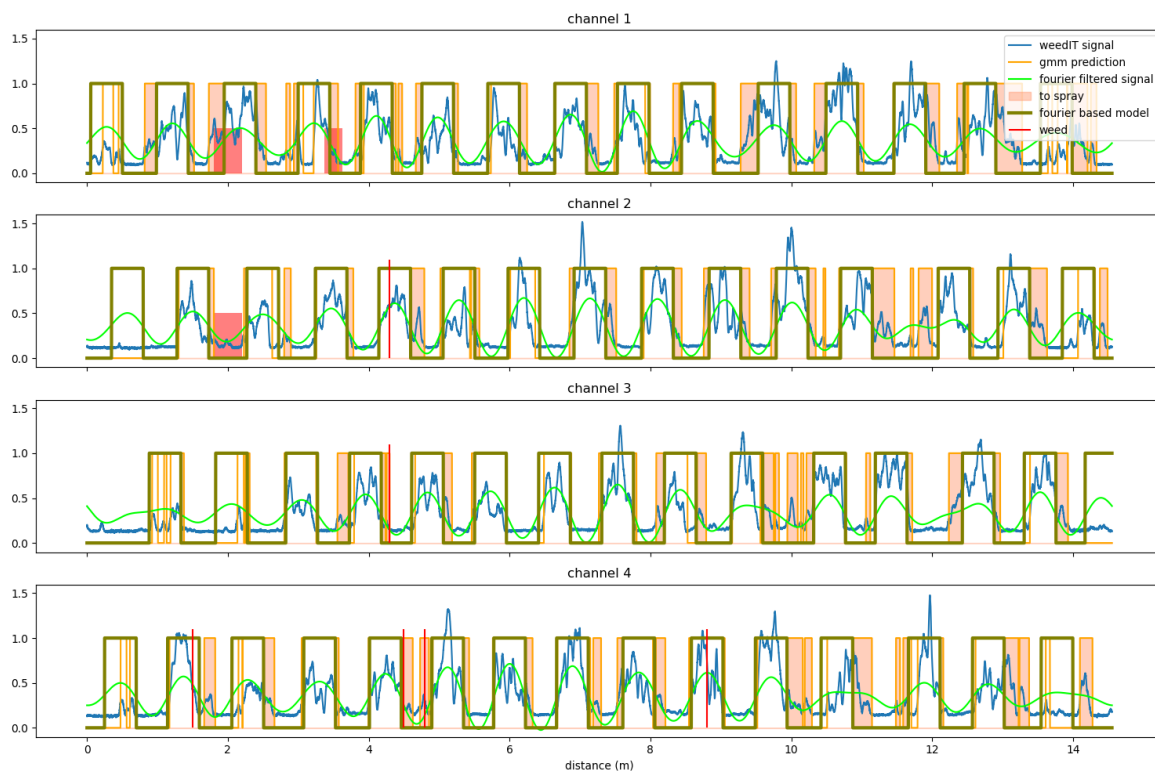 channel 1
1.5
1.0
0.5
0.0
weedIT signal
gmm prediction
fourier filtered signal
to spray
fourier based model
weed
channel 2
1.5
1.0
0.5
0.0
channel 3
1.5
1.0
0.5
0.0
channel 4
1.5
1.0
0.5
0.0
0 2 4 6 8 10 12 14
distance (m)